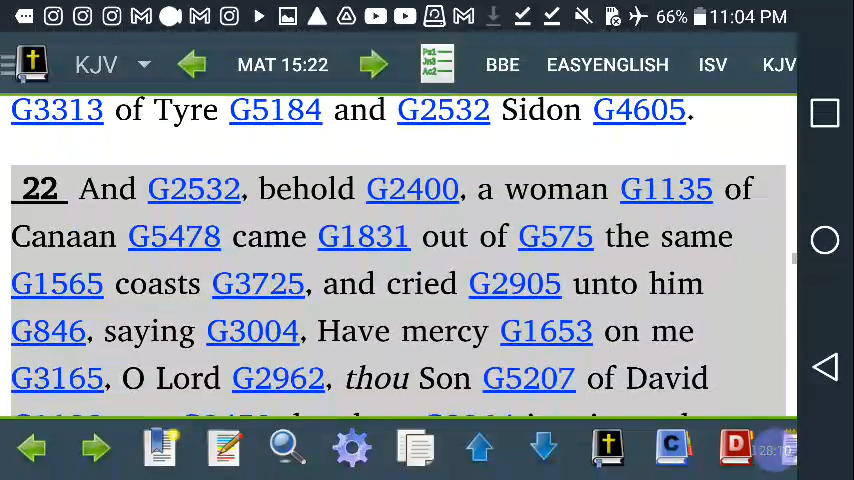 66% 11:04 PM
KJV MAT 15:22 BBE EASYENGLISH ISV KJV
G3313 of Tyre G5184 and G2532 Sidon G4605.
22 And G2532, behold G2400, a woman G1135 of
Canaan G5478 came G1831 out of G575 the same
G1565 coasts G3725, and cried G2905 unto him
G846, saying G3004, Have mercy G1653 on me
G3165, O Lord G2962, thou Son G5207 of David
C D